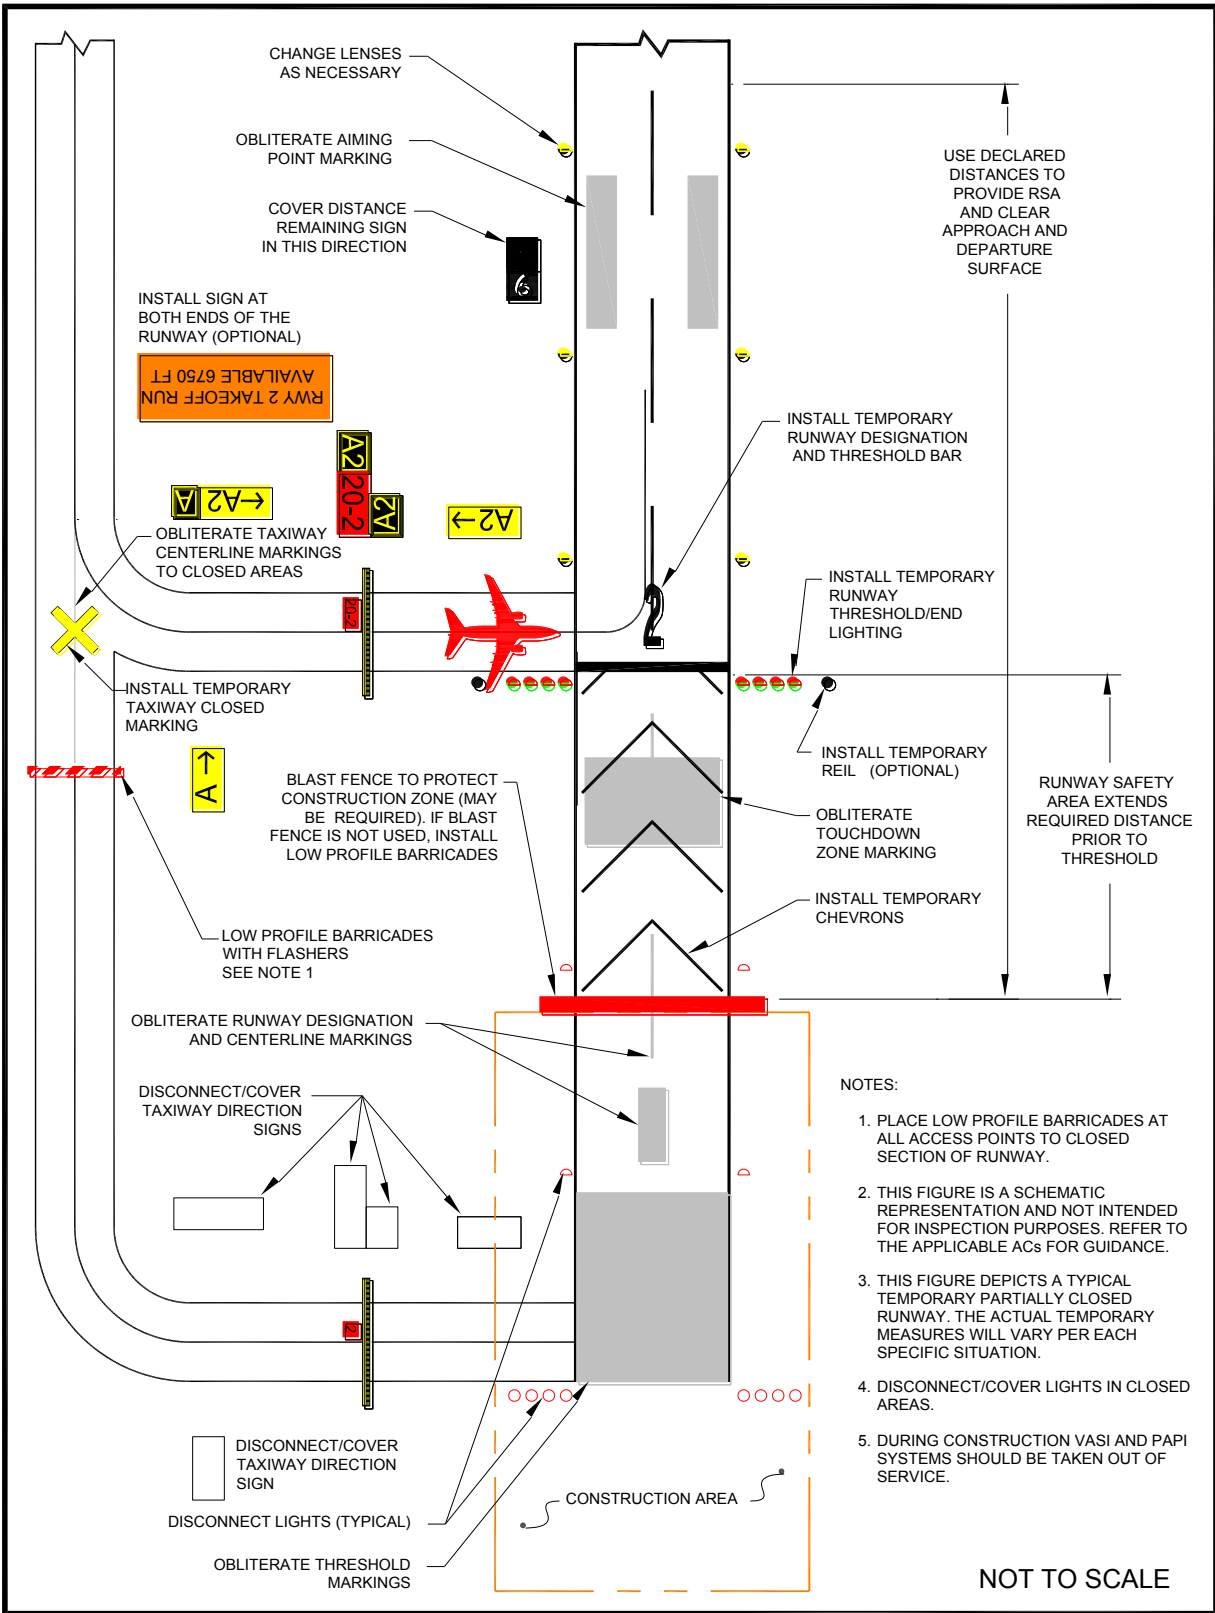 CHANGE LENSES
AS NECESSARY
OBLITERATE AIMING
POINT MARKING
COVER DISTANCE
REMAINING SIGN
IN THIS DIRECTION
6
INSTALL SIGN AT
BOTH ENDS OF THE
RUNWAY (OPTIONAL)
RWY 2 TAKEOFF RUN
AVAILABLE 6750 FT
USE DECLARED
DISTANCES TO
PROVIDE RSA
AND CLEAR
APPROACH AND
DEPARTURE
SURFACE
INSTALL TEMPORARY
RUNWAY DESIGNATION
AND THRESHOLD BAR
A2
20-2
A2
A
A2→
←A2
OBLITERATE TAXIWAY
CENTERLINE MARKINGS
TO CLOSED AREAS
20-2
2
INSTALL TEMPORARY
RUNWAY
THRESHOLD/END
LIGHTING
INSTALL TEMPORARY
TAXIWAY CLOSED
MARKING
A→
INSTALL TEMPORARY
REIL (OPTIONAL)
BLAST FENCE TO PROTECT
CONSTRUCTION ZONE (MAY
BE REQUIRED). IF BLAST
FENCE IS NOT USED, INSTALL
LOW PROFILE BARRICADES
OBLITERATE
TOUCHDOWN
ZONE MARKING
RUNWAY SAFETY
AREA EXTENDS
REQUIRED DISTANCE
PRIOR TO
THRESHOLD
INSTALL TEMPORARY
CHEVRONS
LOW PROFILE BARRICADES
WITH FLASHERS
SEE NOTE 1
OBLITERATE RUNWAY DESIGNATION
AND CENTERLINE MARKINGS
DISCONNECT/COVER
TAXIWAY DIRECTION
SIGNS
2
DISCONNECT/COVER
TAXIWAY DIRECTION
SIGN
DISCONNECT LIGHTS (TYPICAL)
OBLITERATE THRESHOLD
MARKINGS
CONSTRUCTION AREA
NOTES:
1. PLACE LOW PROFILE BARRICADES AT
ALL ACCESS POINTS TO CLOSED
SECTION OF RUNWAY.
2. THIS FIGURE IS A SCHEMATIC
REPRESENTATION AND NOT INTENDED
FOR INSPECTION PURPOSES. REFER TO
THE APPLICABLE ACs FOR GUIDANCE.
3. THIS FIGURE DEPICTS A TYPICAL
TEMPORARY PARTIALLY CLOSED
RUNWAY. THE ACTUAL TEMPORARY
MEASURES WILL VARY PER EACH
SPECIFIC SITUATION.
4. DISCONNECT/COVER LIGHTS IN CLOSED
AREAS.
5. DURING CONSTRUCTION VASI AND PAPI
SYSTEMS SHOULD BE TAKEN OUT OF
SERVICE.
NOT TO SCALE